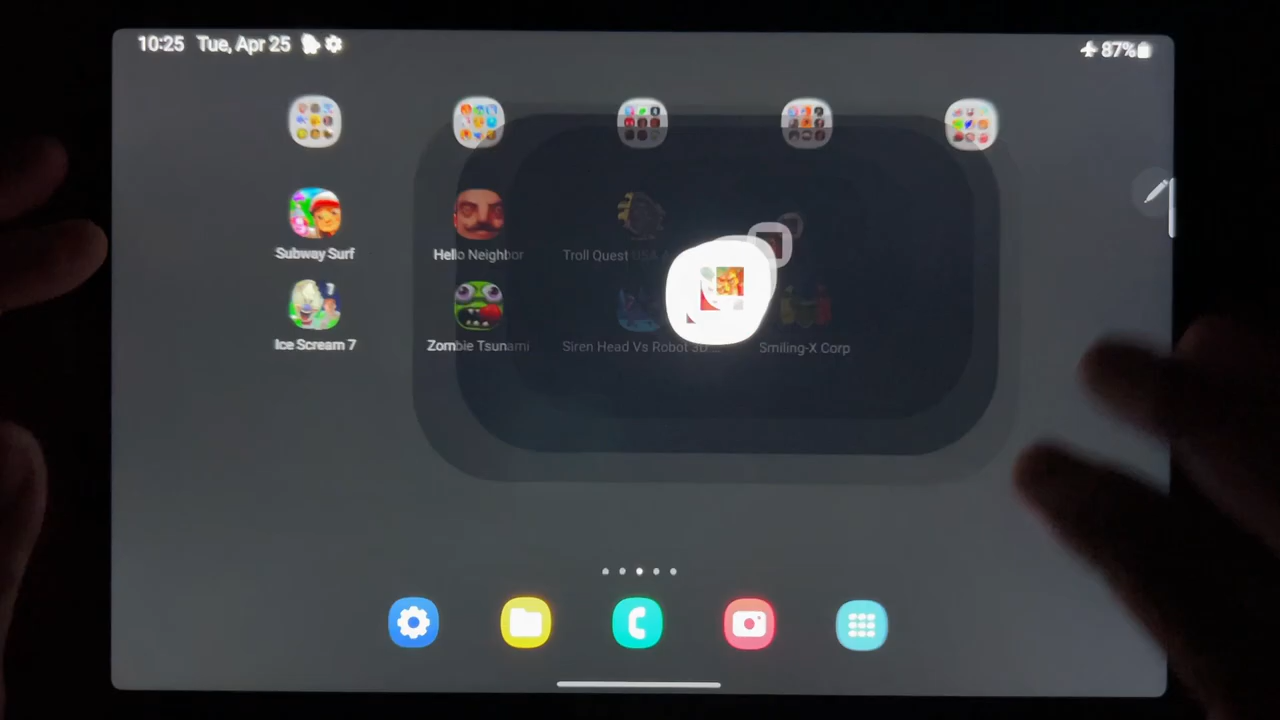 10:25 Tue, Apr 25
87%
Subway Surf
Hello Neighbor
Troll Quest USA
Ice Scream 7
Zombie Tsunami
Siren Head Vs Robot 3D ...
Smiling-X Corp